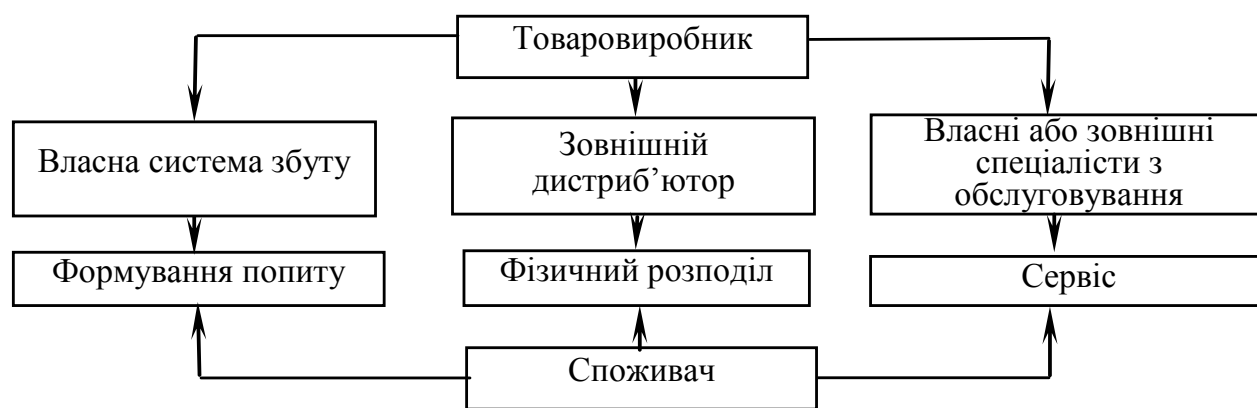 Товаровиробник
Власна система збуту
Зовнішній
дистриб’ютор
Власні або зовнішні
спеціалісти з
обслуговування
Формування попиту
Фізичний розподіл
Сервіс
Споживач